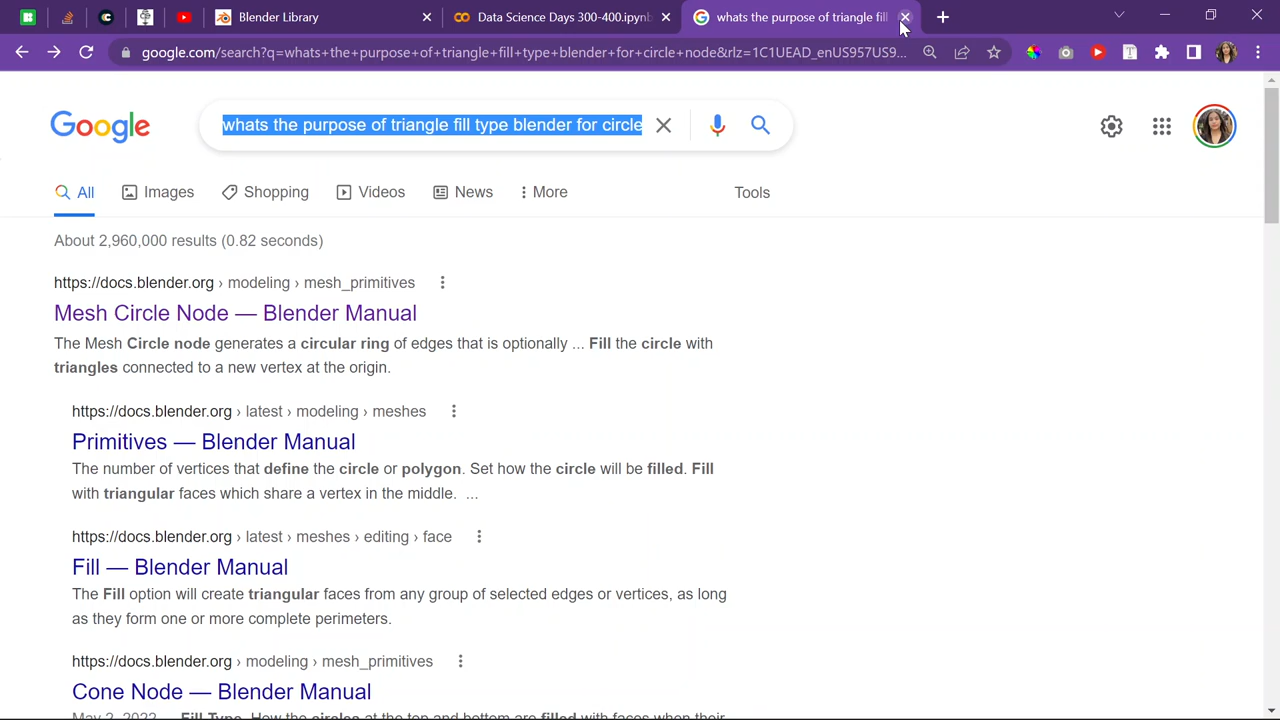 Blender Library
Data Science Days 300-400.ipynb
whats the purpose of triangle fill
google.com/search?q=whats+the+purpose+of+triangle+fill+type+blender+for+circle+node&rlz=1C1UEAD_enUS957US9...
Google
whats the purpose of triangle fill type blender for circle
All
Images
Shopping
Videos
News
More
Tools
About 2,960,000 results (0.82 seconds)
https://docs.blender.org › modeling › mesh_primitives
Mesh Circle Node — Blender Manual
The Mesh Circle node generates a circular ring of edges that is optionally ... Fill the circle with
triangles connected to a new vertex at the origin.
https://docs.blender.org › latest › modeling › meshes
Primitives — Blender Manual
The number of vertices that define the circle or polygon. Set how the circle will be filled. Fill
with triangular faces which share a vertex in the middle. ...
https://docs.blender.org › latest › meshes › editing › face
Fill — Blender Manual
The Fill option will create triangular faces from any group of selected edges or vertices, as long
as they form one or more complete perimeters.
https://docs.blender.org › modeling › mesh_primitives
Cone Node — Blender Manual
May 2, 2022 ... Fill Type. How the circles at the top and bottom are filled with faces when their